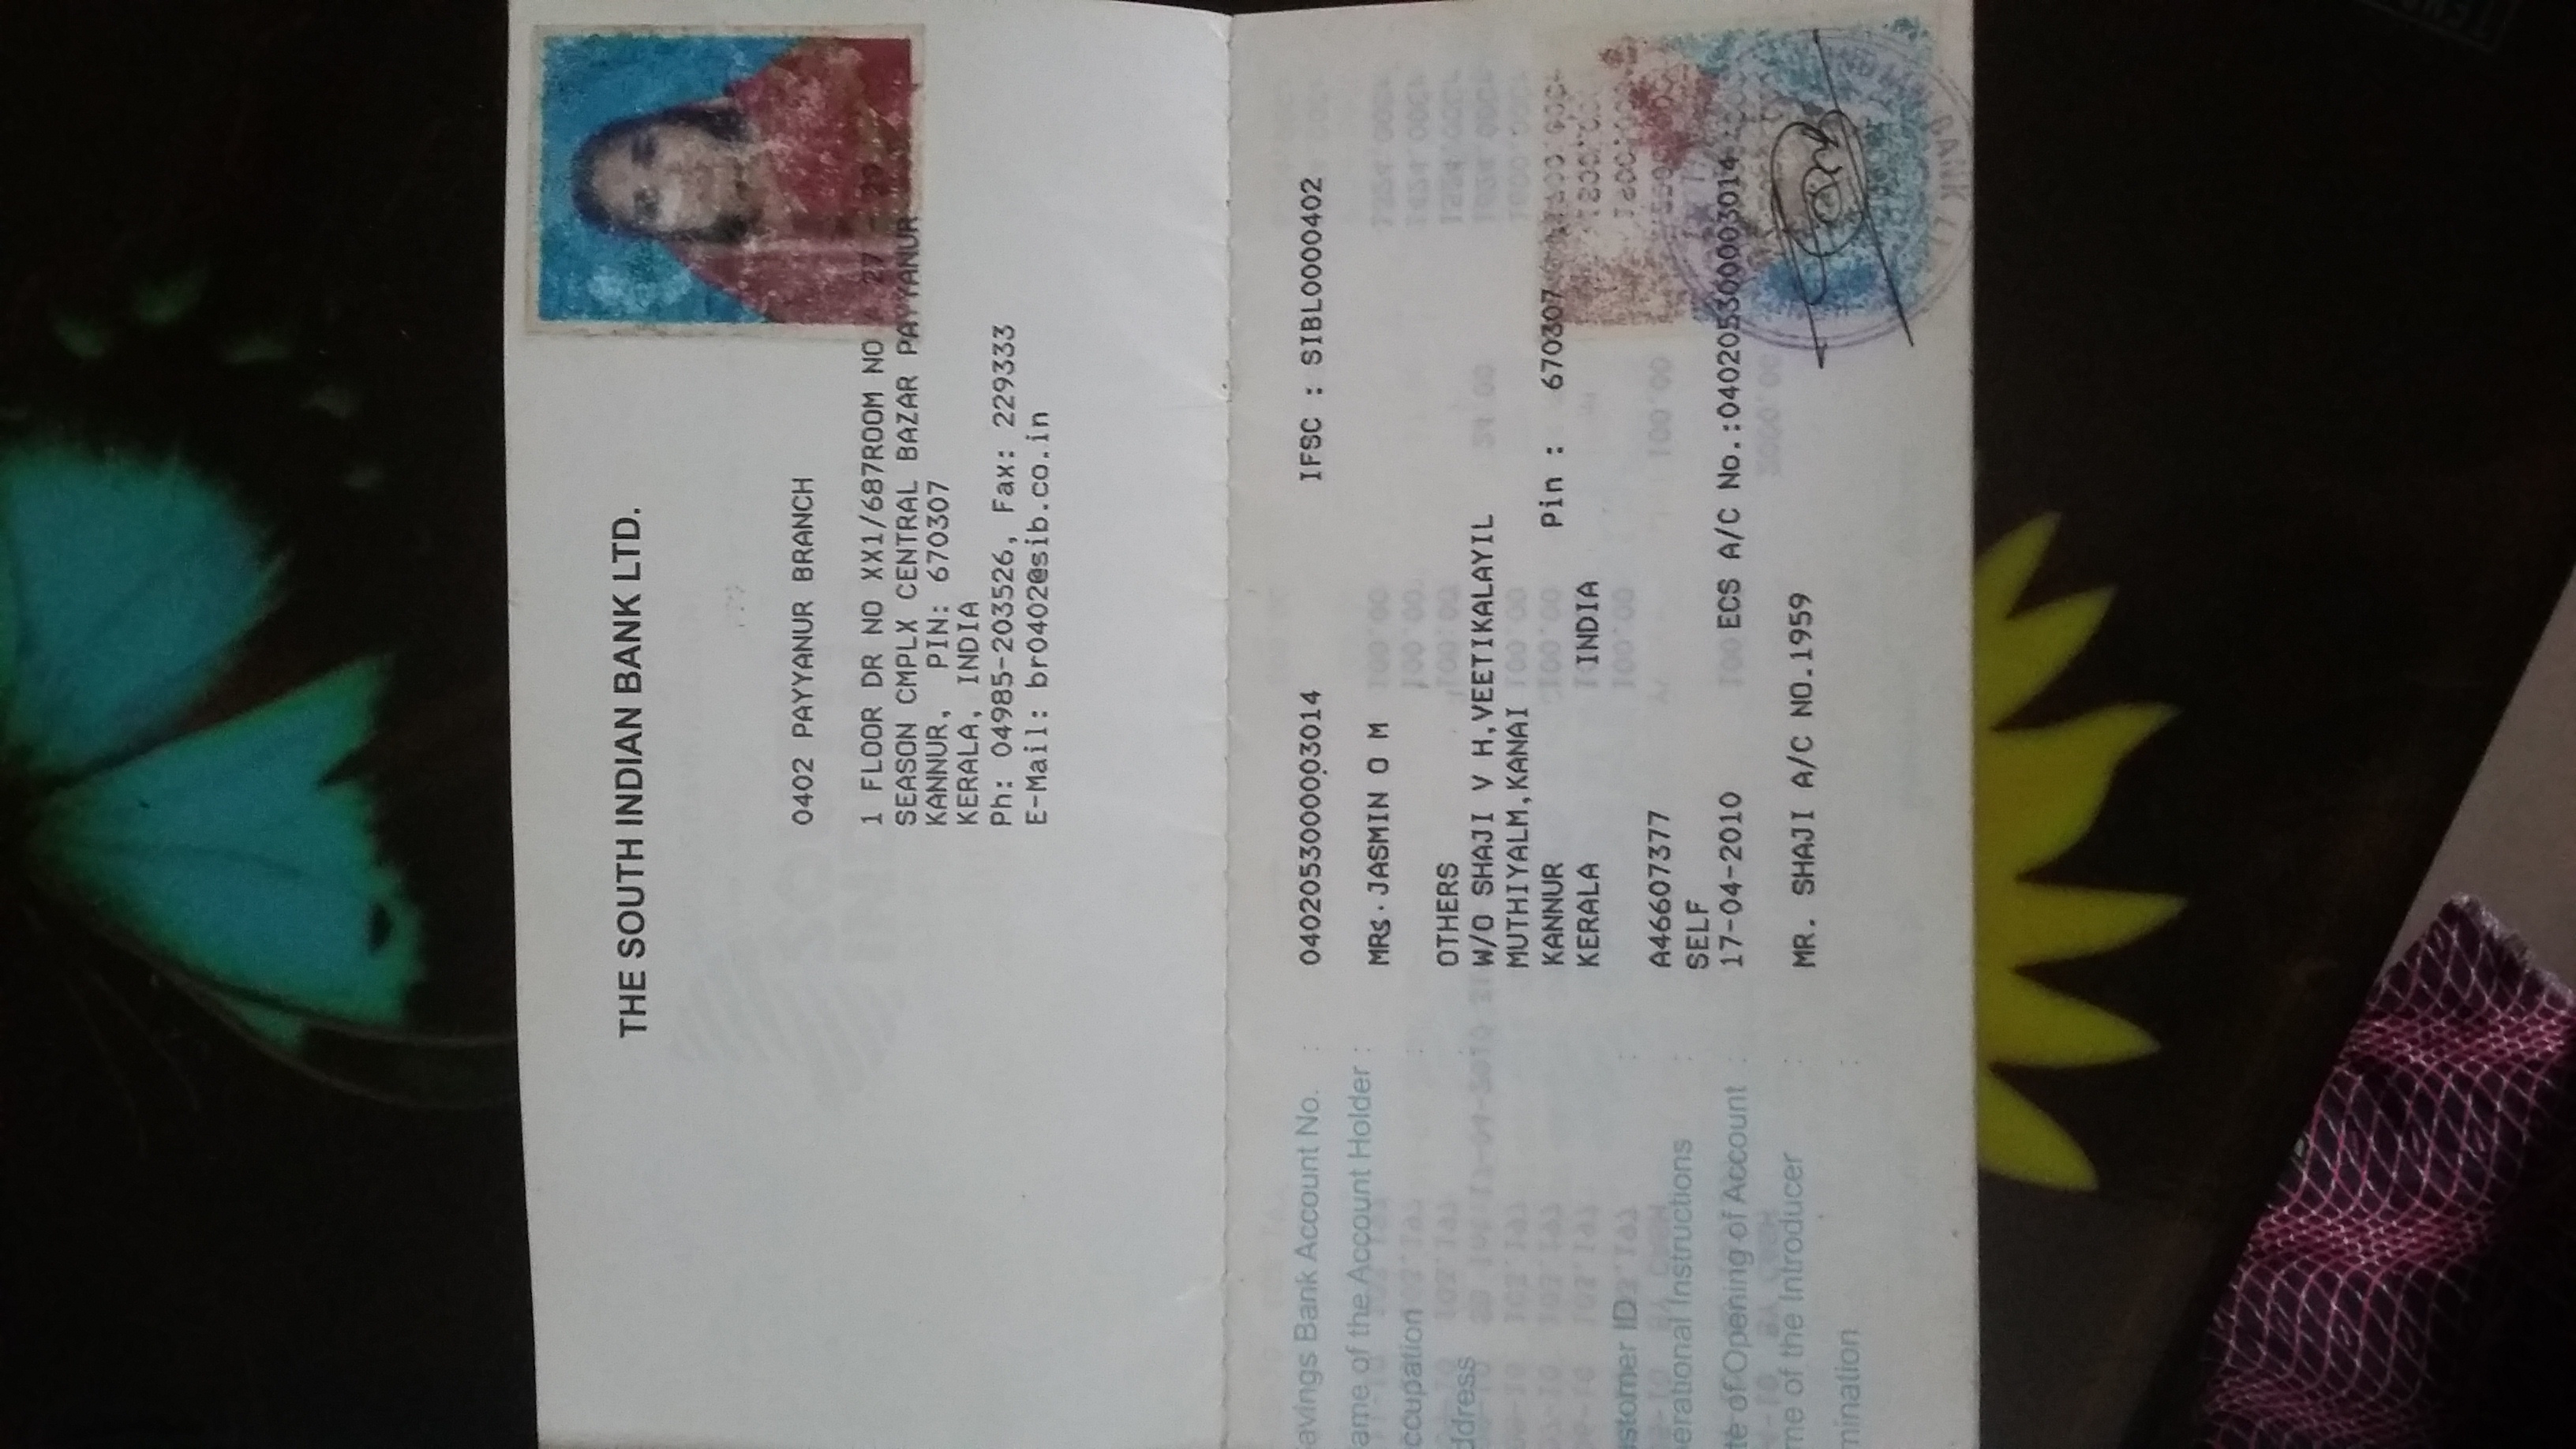 THE SOUTH INDIAN BANK LTD.
0402 PAYYANUR BRANCH
1 FLOOR DR NO XX1/687ROOM NO 27 - 29
SEASON CMPLX CENTRAL BAZAR PAYYANUR
KANNUR, PIN: 670307
KERALA, INDIA
Ph: 04985-203526, Fax: 229333
E-Mail: br0402@sib.co.in
avings Bank Account No. : 0402053000003014 IFSC : SIBL0000402
ame of the Account Holder : MRs. JASMIN O M
ccupation : OTHERS
ddress : W/O SHAJI V H,VEETIKALAYIL
MUTHIYALM,KANAI
KANNUR Pin : 670307
KERALA INDIA
ustomer ID : A46607377
erational Instructions : SELF
te of Opening of Account : 17-04-2010 ECS A/C No.:040205300003014
me of the Introducer : MR. SHAJI A/C NO.1959
mination :
BANK